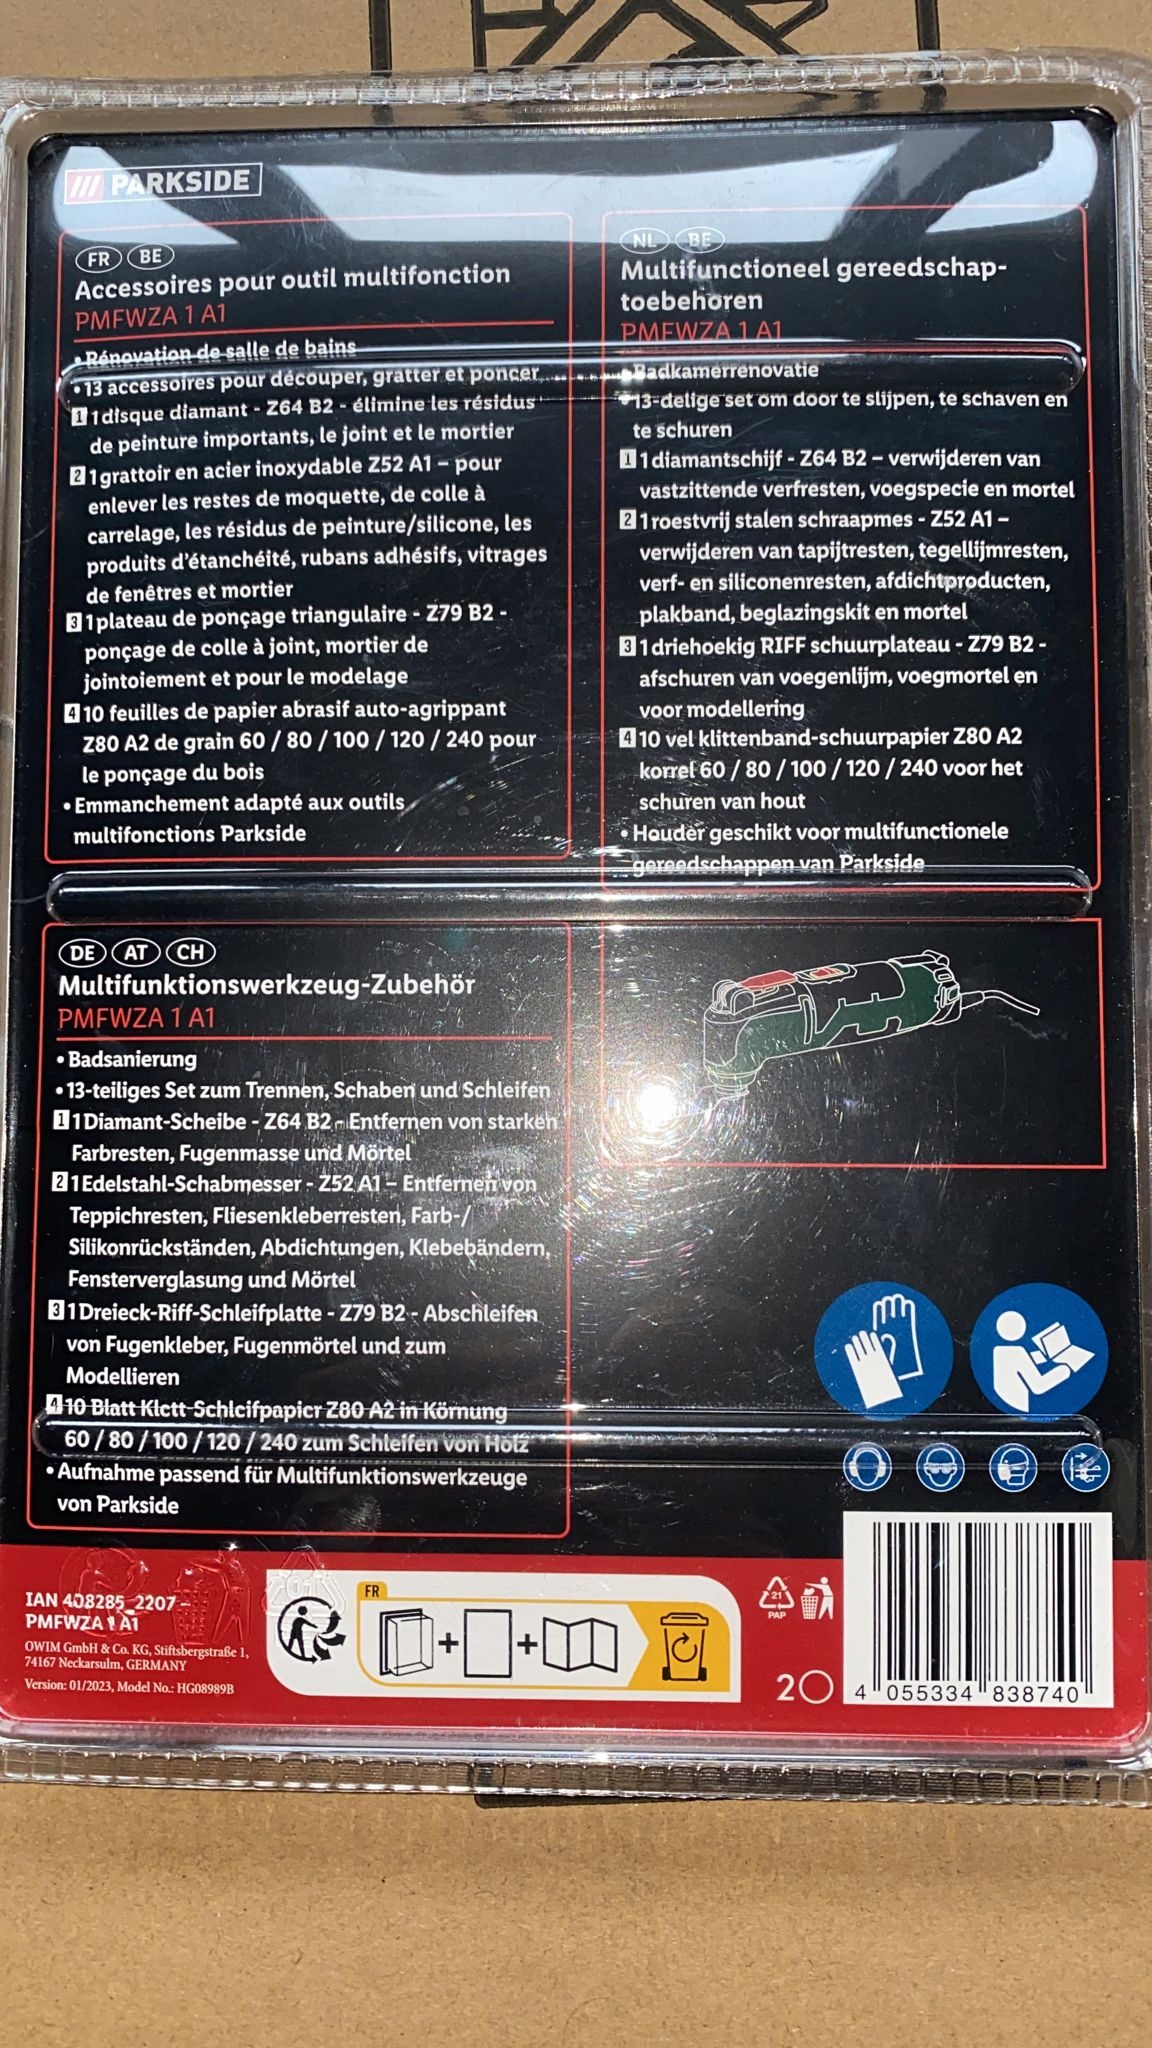 PARKSIDE
FR BE
Accessoires pour outil multifonction
PMFWZA 1 A1
• Rénovation de salle de bains
• 13 accessoires pour découper, gratter et poncer
1 1 disque diamant - Z64 B2 - élimine les résidus
de peinture importants, le joint et le mortier
2 1 grattoir en acier inoxydable Z52 A1 – pour
enlever les restes de moquette, de colle à
carrelage, les résidus de peinture/silicone, les
produits d'étanchéité, rubans adhésifs, vitrages
de fenêtres et mortier
3 1 plateau de ponçage triangulaire - Z79 B2 -
ponçage de colle à joint, mortier de
jointoiement et pour le modelage
4 10 feuilles de papier abrasif auto-agrippant
Z80 A2 de grain 60 / 80 / 100 / 120 / 240 pour
le ponçage du bois
• Emmanchement adapté aux outils
multifonctions Parkside
NL BE
Multifunctioneel gereedschap-
toebehoren
PMFWZA 1 A1
• Badkamerrenovatie
• 13-delige set om door te slijpen, te schaven en
te schuren
1 1 diamantschijf - Z64 B2 – verwijderen van
vastzittende verfresten, voegspecie en mortel
2 1 roestvrij stalen schraapmes - Z52 A1 –
verwijderen van tapijtresten, tegellijmresten,
verf- en siliconenresten, afdichtproducten,
plakband, beglazingskit en mortel
3 1 driehoekig RIFF schuurplateau - Z79 B2 -
afschuren van voegenlijm, voegmortel en
voor modellering
4 10 vel klittenband-schuurpapier Z80 A2
korrel 60 / 80 / 100 / 120 / 240 voor het
schuren van hout
• Houder geschikt voor multifunctionele
gereedschappen van Parkside
DE AT CH
Multifunktionswerkzeug-Zubehör
PMFWZA 1 A1
• Badsanierung
• 13-teiliges Set zum Trennen, Schaben und Schleifen
1 1 Diamant-Scheibe - Z64 B2 - Entfernen von starken
Farbresten, Fugenmasse und Mörtel
2 1 Edelstahl-Schabmesser - Z52 A1 – Entfernen von
Teppichresten, Fliesenkleberresten, Farb-/
Silikonrückständen, Abdichtungen, Klebebändern,
Fensterverglasung und Mörtel
3 1 Dreieck-Riff-Schleifplatte - Z79 B2 - Abschleifen
von Fugenkleber, Fugenmörtel und zum
Modellieren
4 10 Blatt Klett-Schleifpapier Z80 A2 in Körnung
60 / 80 / 100 / 120 / 240 zum Schleifen von Holz
• Aufnahme passend für Multifunktionswerkzeuge
von Parkside
IAN 408285_2207 –
PMFWZA 1 A1
OWIM GmbH & Co. KG, Stiftsbergstraße 1,
74167 Neckarsulm, GERMANY
Version: 01/2023, Model No.: HG08989B
01
FR
21
PAP
2
4 055334 838740